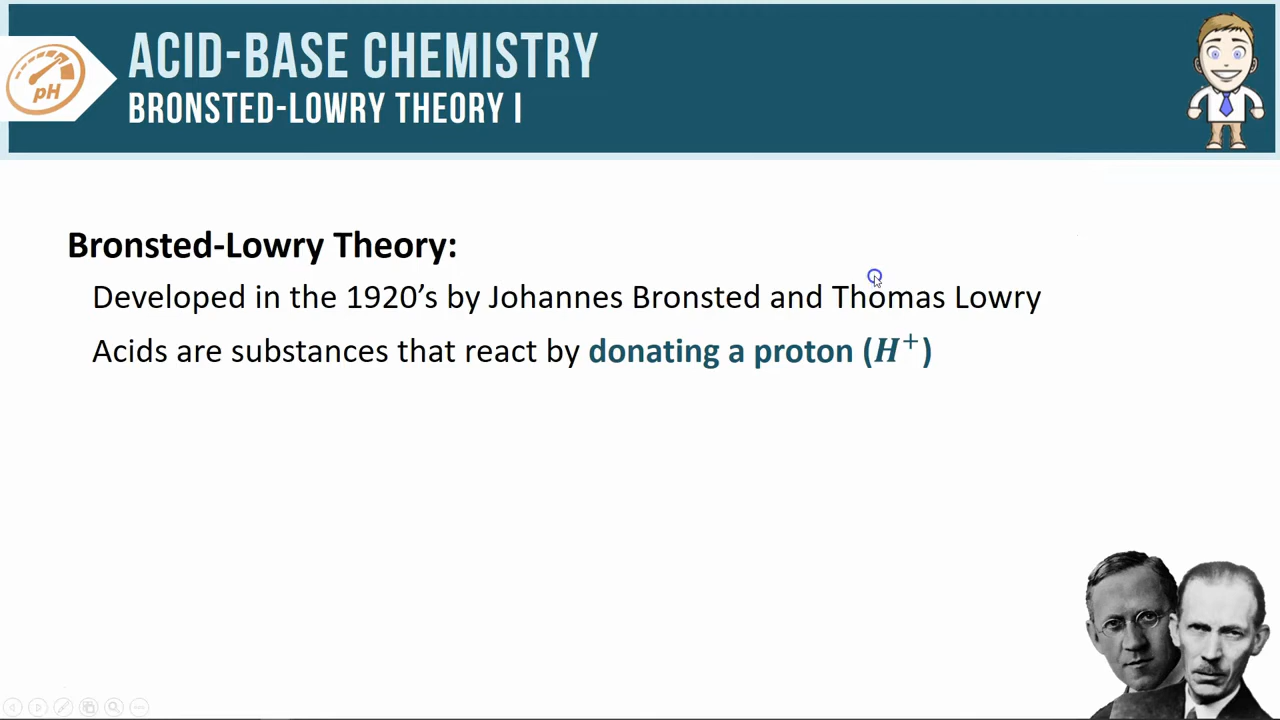 pH
ACID-BASE CHEMISTRY
BRONSTED-LOWRY THEORY I
Bronsted-Lowry Theory:
Developed in the 1920’s by Johannes Bronsted and Thomas Lowry
Acids are substances that react by donating a proton (H⁺)